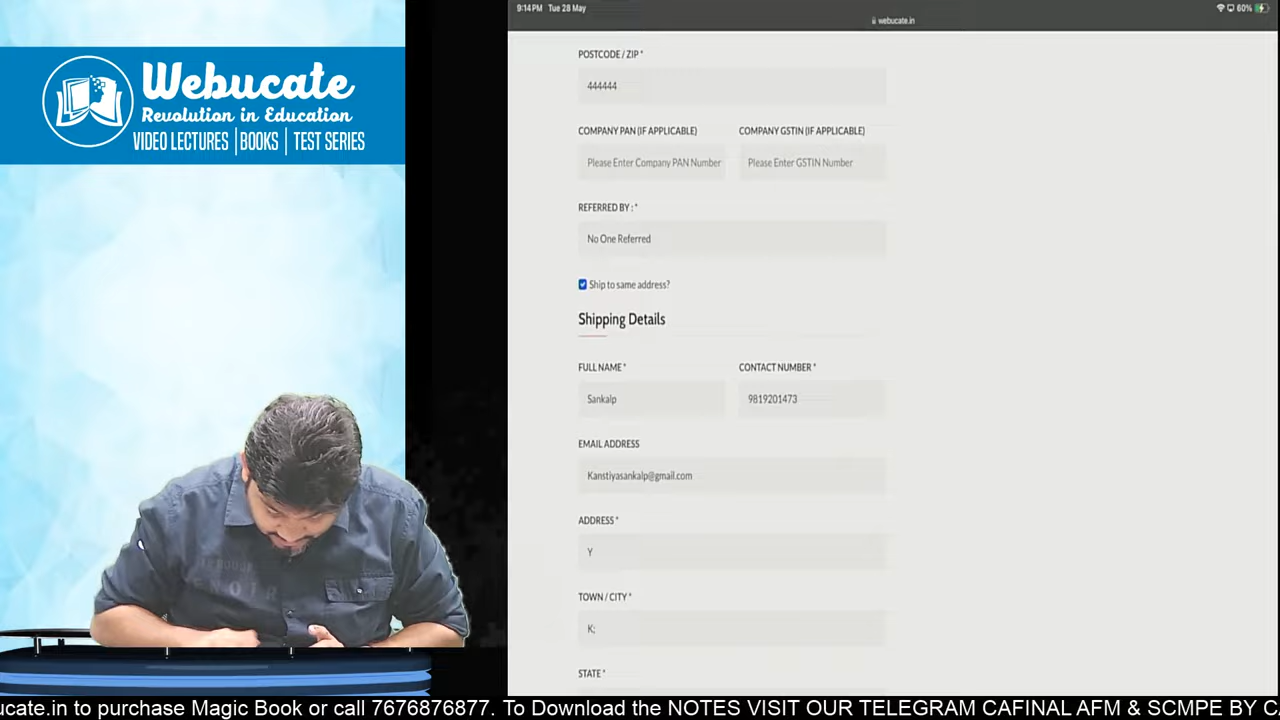 9:14 PM Tue 28 May
60%
webucate.in
Webucate
Revolution in Education
VIDEO LECTURES | BOOKS | TEST SERIES
POSTCODE / ZIP *
444444
COMPANY PAN (IF APPLICABLE) COMPANY GSTIN (IF APPLICABLE)
Please Enter Company PAN Number Please Enter GSTIN Number
REFERRED BY : *
No One Referred
Ship to same address?
Shipping Details
FULL NAME * CONTACT NUMBER *
Sankalp 9819201473
EMAIL ADDRESS
Kanstiyasankalp@gmail.com
ADDRESS *
Y
TOWN / CITY *
K;
STATE *
ucate.in to purchase Magic Book or call 7676876877. To Download the NOTES VISIT OUR TELEGRAM CAFINAL AFM & SCMPE BY CA